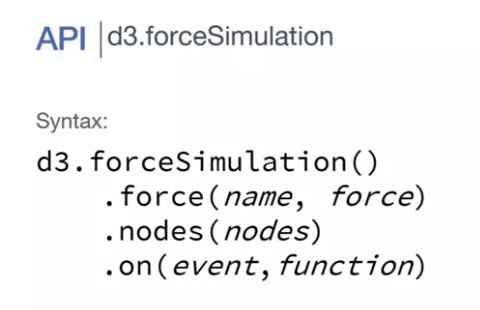 API | d3.forceSimulation
Syntax:
d3.forceSimulation()
    .force(name, force)
    .nodes(nodes)
    .on(event,function)